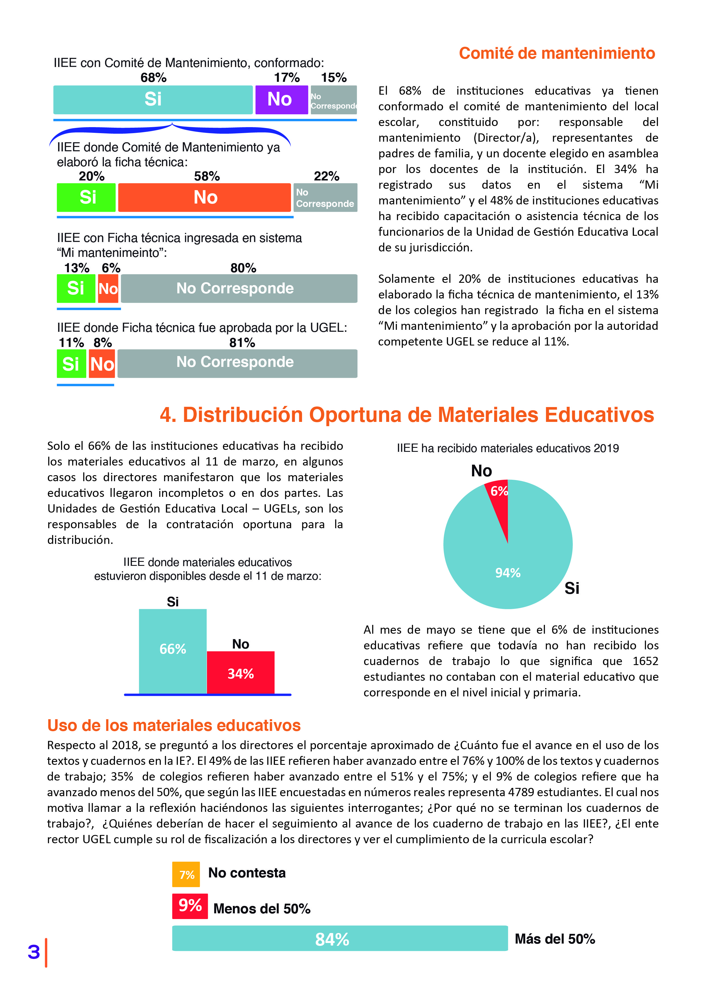 Comité de mantenimiento
IIEE con Comité de Mantenimiento, conformado:
68% 17% 15%
Si No No
Corresponde
IIEE donde Comité de Mantenimiento ya
elaboró la ficha técnica:
20% 58% 22%
Si No No
Corresponde
IIEE con Ficha técnica ingresada en sistema
“Mi mantenimeinto”:
13% 6% 80%
Si No No Corresponde
IIEE donde Ficha técnica fue aprobada por la UGEL:
11% 8% 81%
Si No No Corresponde
El 68% de instituciones educativas ya tienen
conformado el comité de mantenimiento del local
escolar, constituido por: responsable del
mantenimiento (Director/a), representantes de
padres de familia, y un docente elegido en asamblea
por los docentes de la institución. El 34% ha
registrado sus datos en el sistema “Mi
mantenimiento” y el 48% de instituciones educativas
ha recibido capacitación o asistencia técnica de los
funcionarios de la Unidad de Gestión Educativa Local
de su jurisdicción.
Solamente el 20% de instituciones educativas ha
elaborado la ficha técnica de mantenimiento, el 13%
de los colegios han registrado la ficha en el sistema
“Mi mantenimiento” y la aprobación por la autoridad
competente UGEL se reduce al 11%.
4. Distribución Oportuna de Materiales Educativos
Solo el 66% de las instituciones educativas ha recibido
los materiales educativos al 11 de marzo, en algunos
casos los directores manifestaron que los materiales
educativos llegaron incompletos o en dos partes. Las
Unidades de Gestión Educativa Local – UGELs, son los
responsables de la contratación oportuna para la
distribución.
IIEE donde materiales educativos
estuvieron disponibles desde el 11 de marzo:
Si
No
66%
34%
IIEE ha recibido materiales educativos 2019
No
6%
94%
Si
Al mes de mayo se tiene que el 6% de instituciones
educativas refiere que todavía no han recibido los
cuadernos de trabajo lo que significa que 1652
estudiantes no contaban con el material educativo que
corresponde en el nivel inicial y primaria.
Uso de los materiales educativos
Respecto al 2018, se preguntó a los directores el porcentaje aproximado de ¿Cuánto fue el avance en el uso de los
textos y cuadernos en la IE?. El 49% de las IIEE refieren haber avanzado entre el 76% y 100% de los textos y cuadernos
de trabajo; 35% de colegios refieren haber avanzado entre el 51% y el 75%; y el 9% de colegios refiere que ha
avanzado menos del 50%, que según las IIEE encuestadas en números reales representa 4789 estudiantes. El cual nos
motiva llamar a la reflexión haciéndonos las siguientes interrogantes; ¿Por qué no se terminan los cuadernos de
trabajo?, ¿Quiénes deberían de hacer el seguimiento al avance de los cuaderno de trabajo en las IIEE?, ¿El ente
rector UGEL cumple su rol de fiscalización a los directores y ver el cumplimiento de la curricula escolar?
7% No contesta
9% Menos del 50%
84% Más del 50%
3